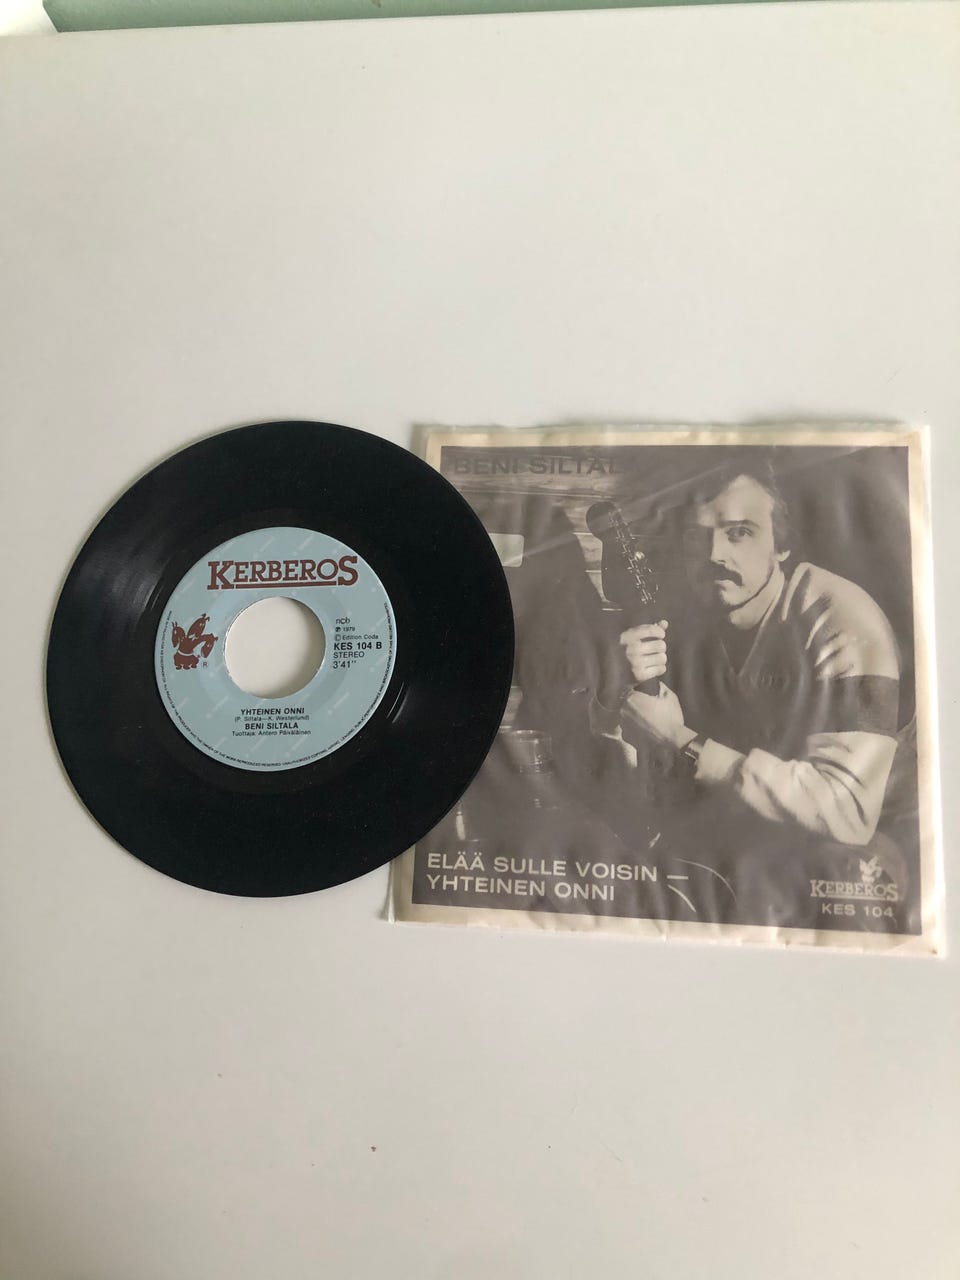 KERBEROS
ncb
℗ 1979
© Edition Coda
KES 104 B
STEREO
3'41"
®
YHTEINEN ONNI
(P. Siltala—K. Westerlund)
BENI SILTALA
Tuottaja: Antero Päiväläinen
BENI SILTALA
ELÄÄ SULLE VOISIN —
YHTEINEN ONNI
KERBEROS
KES 104